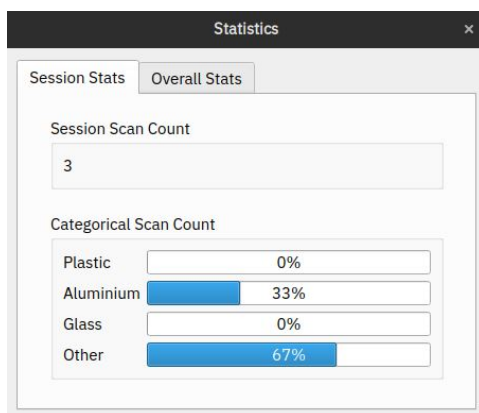 Statistics ×
Session Stats Overall Stats
Session Scan Count
3
Categorical Scan Count
Plastic 0%
Aluminium 33%
Glass 0%
Other 67%